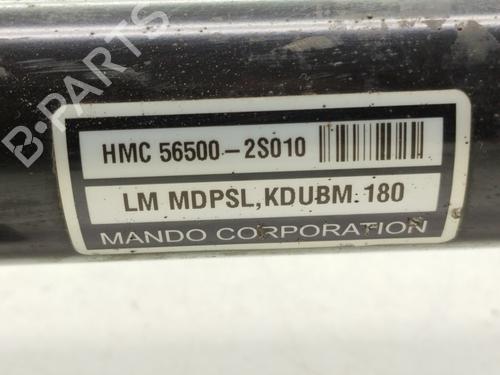 B-PARTS
HMC 56500-2S010
LM MDPSL,KDUBM 180
MANDO CORPORATION